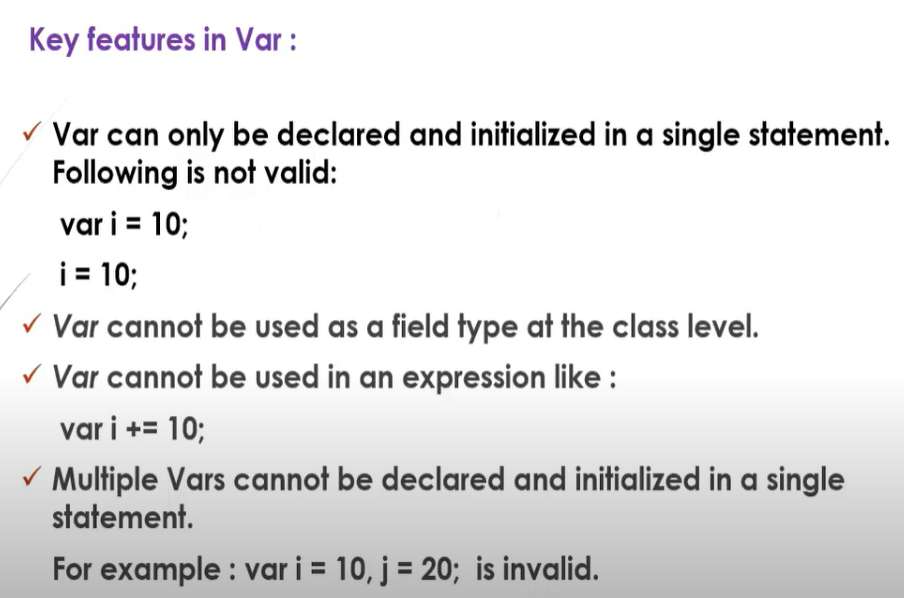 Key features in Var :
✓ Var can only be declared and initialized in a single statement.
Following is not valid:
var i = 10;
i = 10;
✓ Var cannot be used as a field type at the class level.
✓ Var cannot be used in an expression like :
var i += 10;
✓ Multiple Vars cannot be declared and initialized in a single
statement.
For example : var i = 10, j = 20; is invalid.